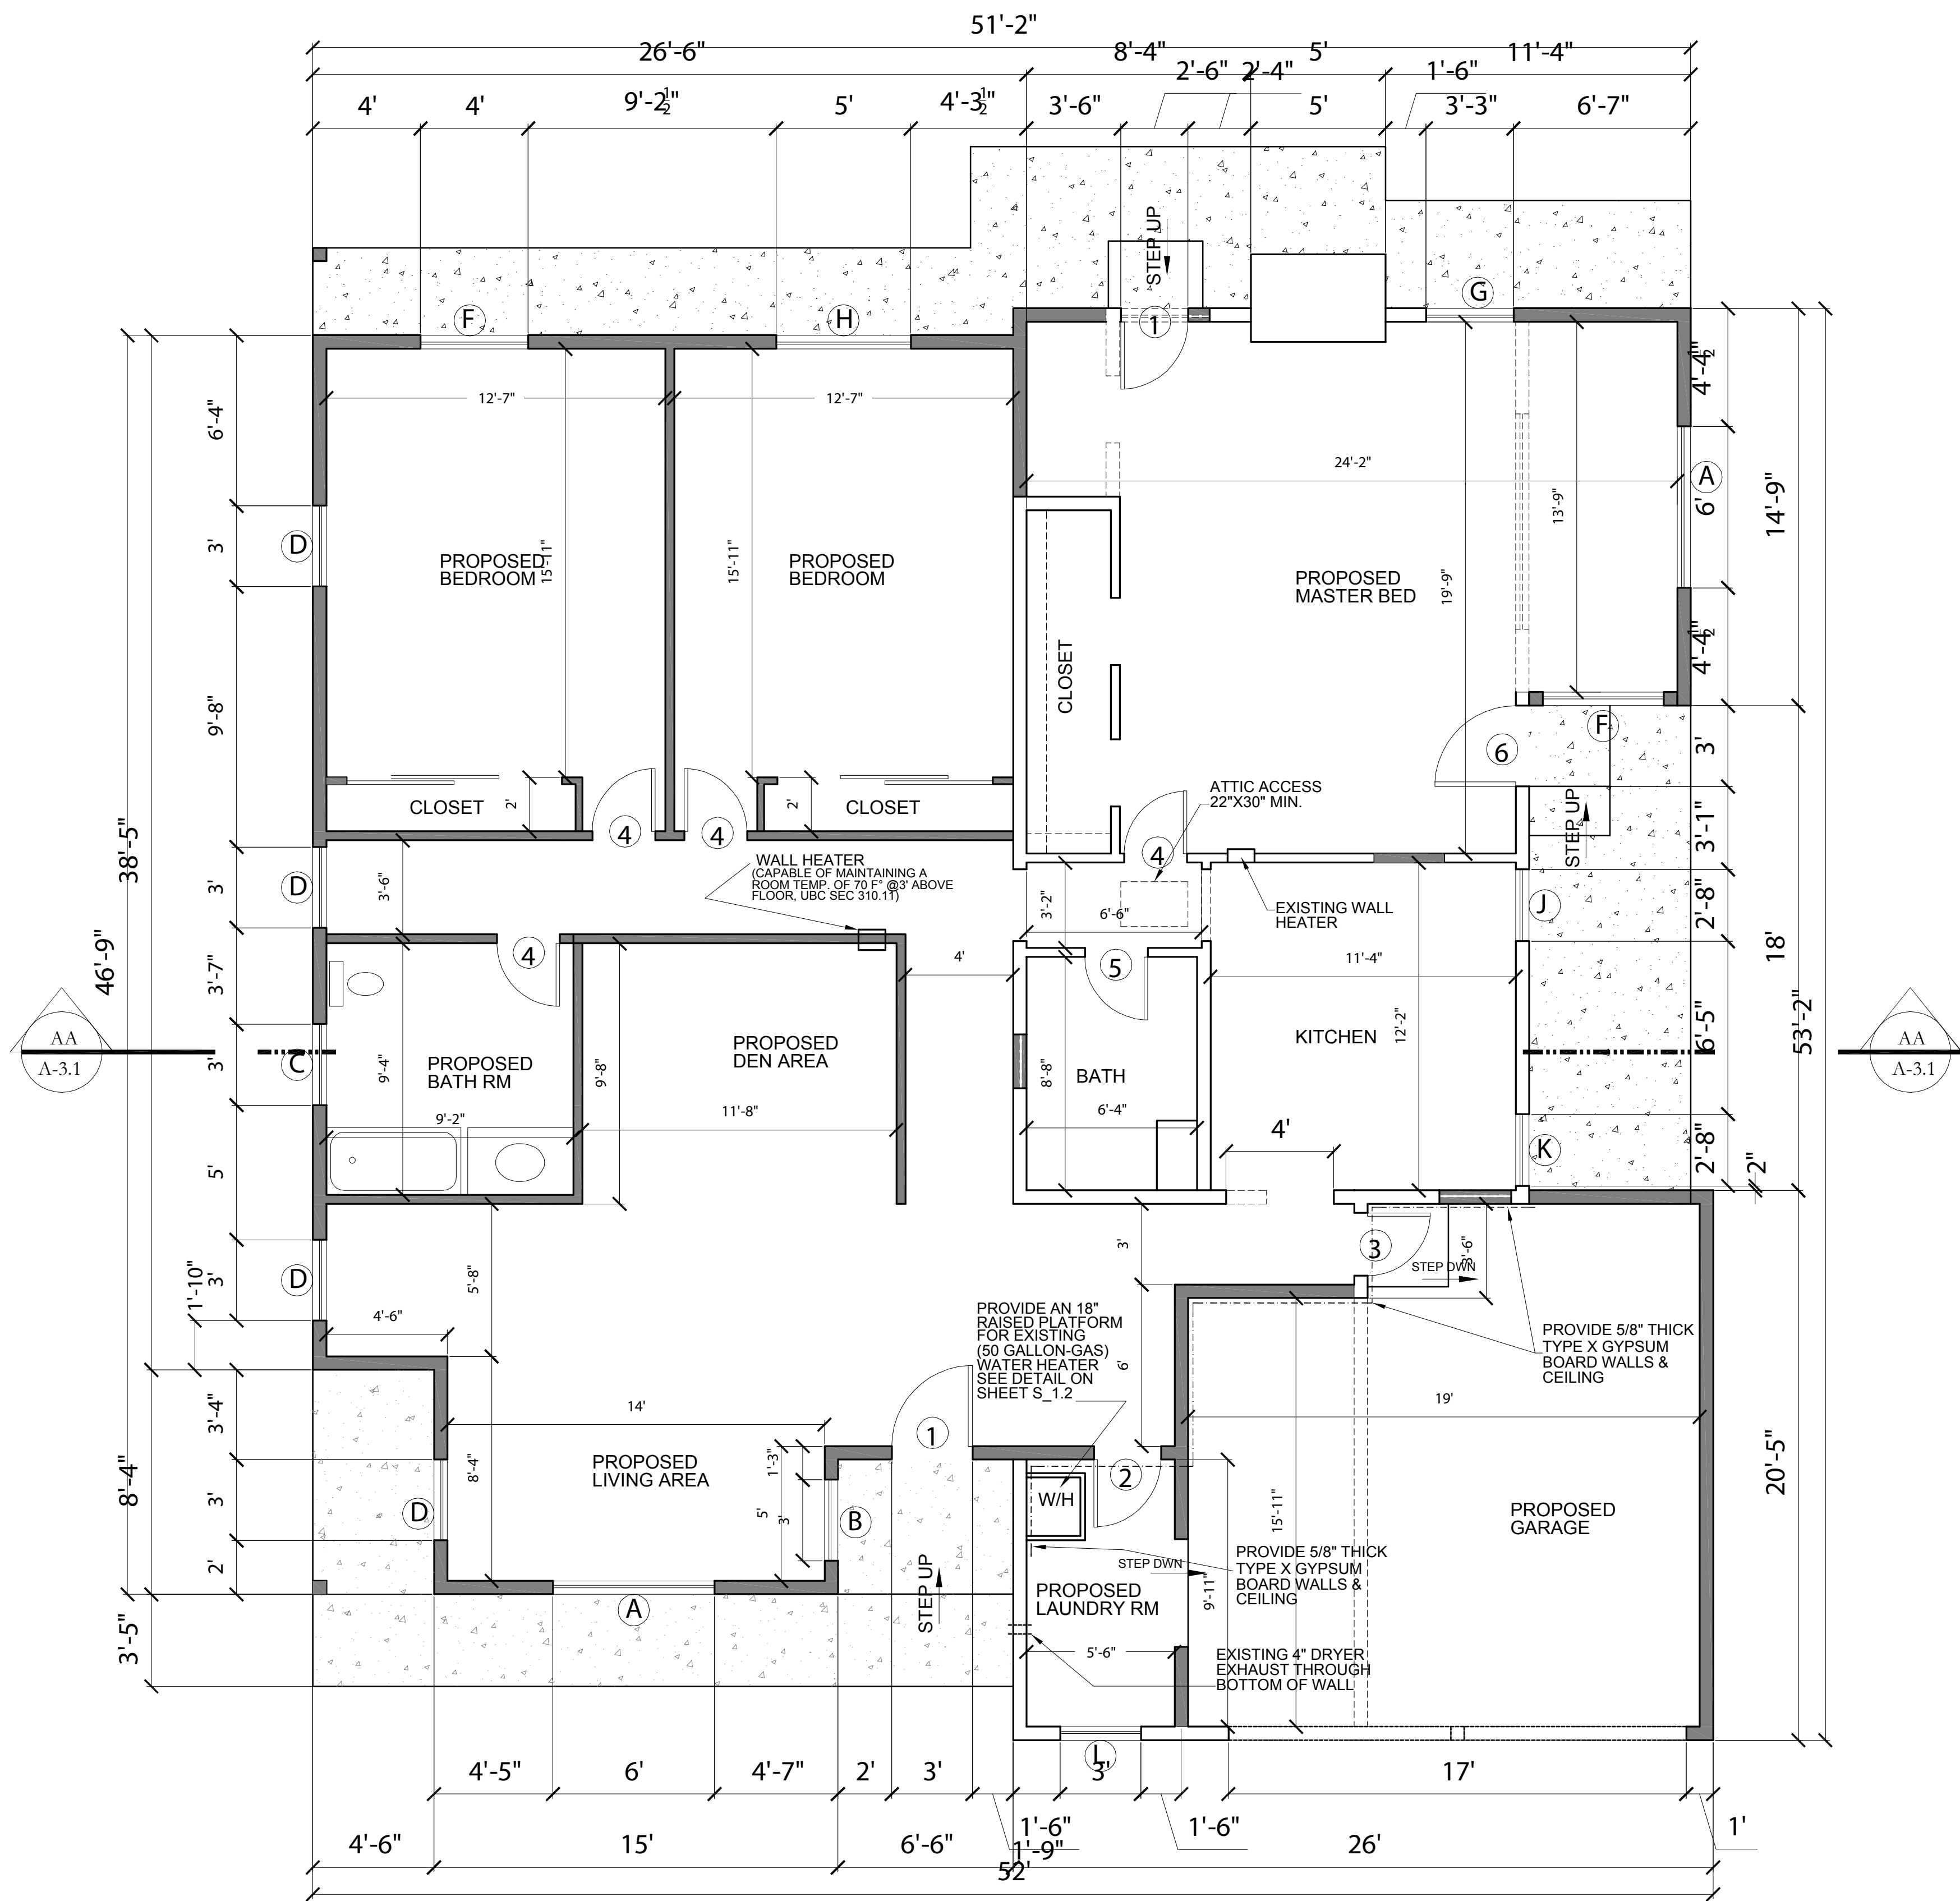 51'-2"
26'-6"
8'-4"
5'
11'-4"
2'-6"
2'-4"
1'-6"
4'
4'
9'-2½"
5'
4'-3½"
3'-6"
5'
3'-3"
6'-7"
STEP UP
F
H
1
G
12'-7"
12'-7"
4'-4½"
6'-4"
24'-2"
A
6'
14'-9"
13'-9"
D
3'
PROPOSED
BEDROOM
15'-11"
15'-11"
PROPOSED
BEDROOM
PROPOSED
MASTER BED
19'-9"
4'-4½"
CLOSET
9'-8"
F
6
3'
CLOSET
2'
2'
CLOSET
ATTIC ACCESS
22"X30" MIN.
STEP UP
3'-1"
4
4
4
38'-5"
WALL HEATER
(CAPABLE OF MAINTAINING A
ROOM TEMP. OF 70 F° @3' ABOVE
FLOOR, UBC SEC 310.11)
D
3'
3'-6"
3'-2"
6'-6"
EXISTING WALL
HEATER
J
2'-8"
18'
46'-9"
3'-7"
4
4'
5
11'-4"
53'-2"
AA
A-3.1
C
3'
9'-4"
PROPOSED
BATH RM
9'-8"
PROPOSED
DEN AREA
8'-8"
BATH
KITCHEN
12'-2"
6'-5"
AA
A-3.1
9'-2"
11'-8"
6'-4"
4'
K
2'-8"
2"
5'
1'-10"
3'
D
5'-8"
4'-6"
3'
3
3'-6"
STEP DWN
PROVIDE AN 18"
RAISED PLATFORM
FOR EXISTING
(50 GALLON-GAS)
WATER HEATER
SEE DETAIL ON
SHEET S_1.2
6'
PROVIDE 5/8" THICK
TYPE X GYPSUM
BOARD WALLS &
CEILING
3'-4"
14'
19'
1
8'-4"
8'-4"
PROPOSED
LIVING AREA
1'-3"
5'
3'
2
20'-5"
3'
D
B
W/H
15'-11"
PROPOSED
GARAGE
2'
STEP UP
STEP DWN
PROVIDE 5/8" THICK
TYPE X GYPSUM
BOARD WALLS &
CEILING
9'-11"
PROPOSED
LAUNDRY RM
A
3'-5"
5'-6"
EXISTING 4" DRYER
EXHAUST THROUGH
BOTTOM OF WALL
L
4'-5"
6'
4'-7"
2'
3'
3'
17'
1'-6"
1'-6"
1'
4'-6"
15'
6'-6"
1'-9"
26'
52'